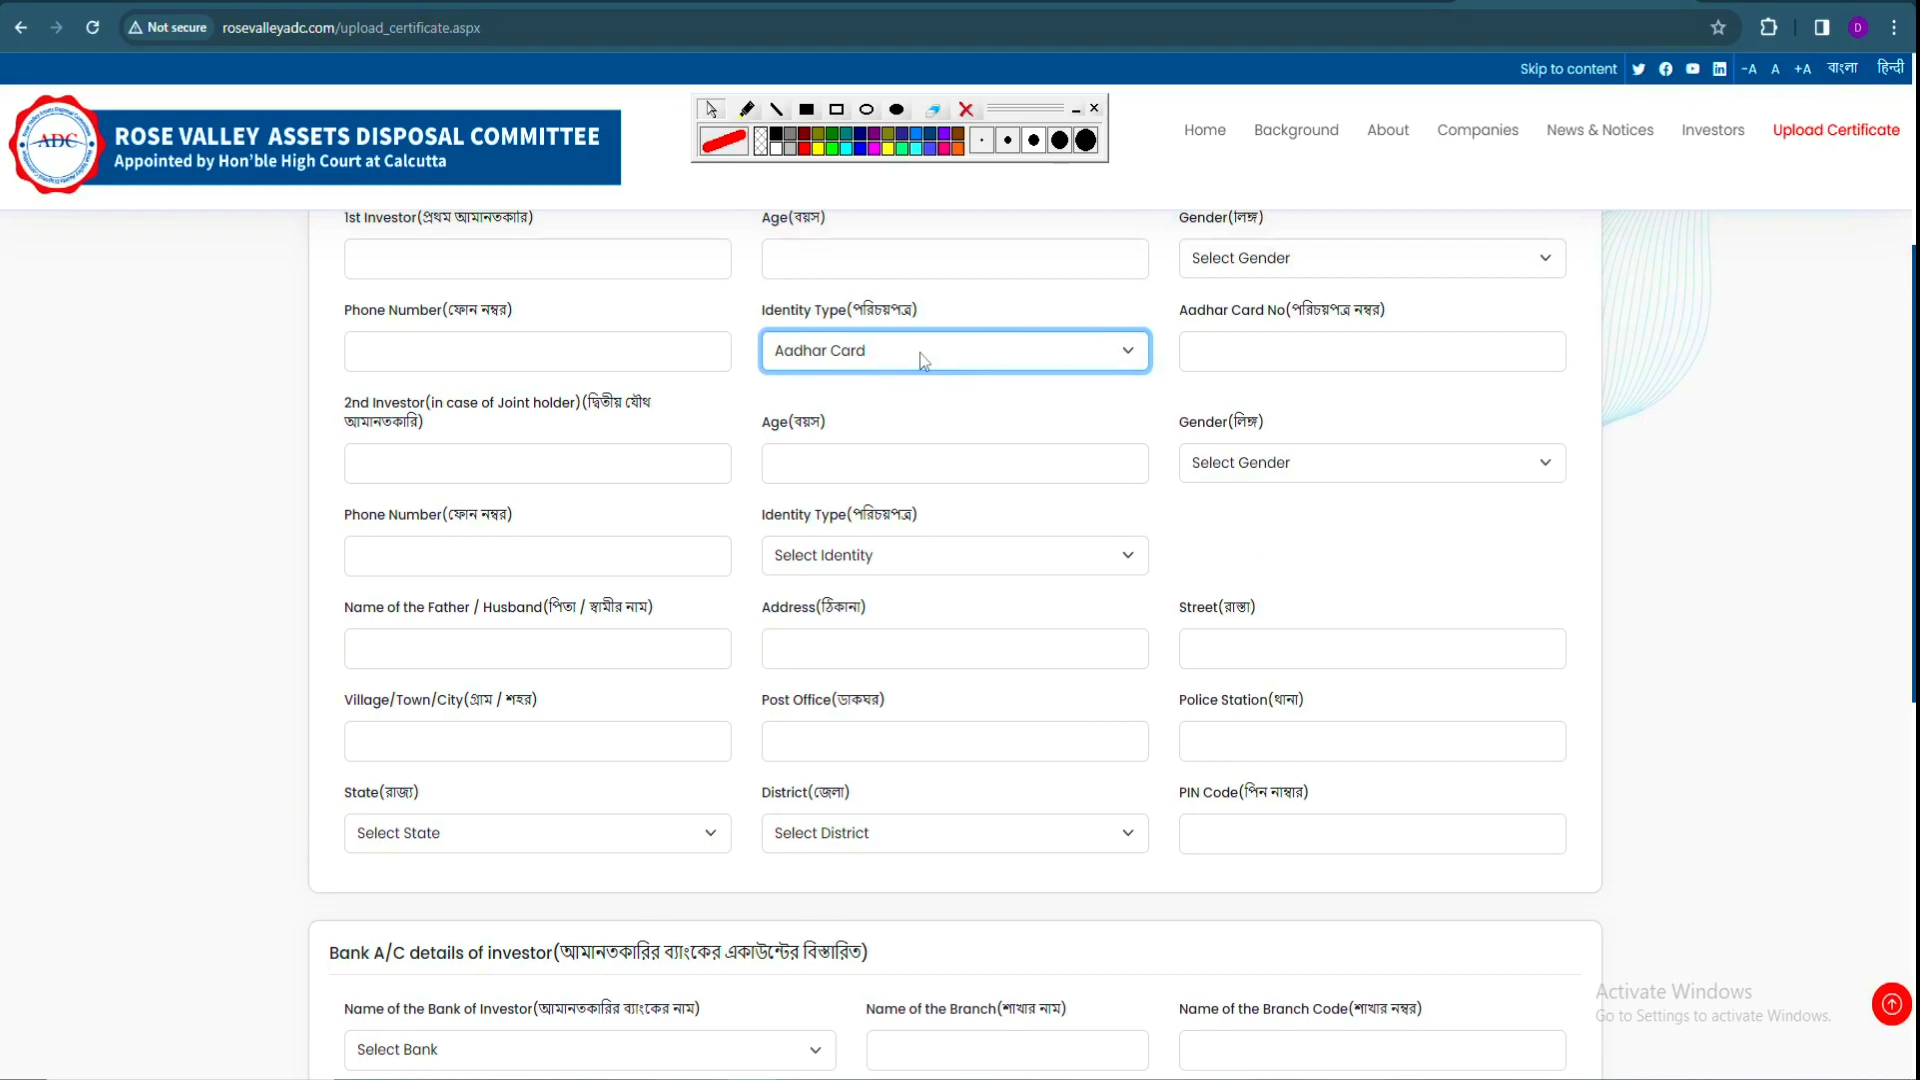 Not secure rosevalleyadc.com/upload_certificate.aspx
D
Skip to content -A A +A বাংলা हिन्दी
ADC
ROSE VALLEY ASSETS DISPOSAL COMMITTEE
Appointed by Hon'ble High Court at Calcutta
Home Background About Companies News & Notices Investors Upload Certificate
1st Investor(প্রথম আমানতকারি) Age(বয়স) Gender(লিঙ্গ)
Select Gender
Phone Number(ফোন নম্বর) Identity Type(পরিচয়পত্র) Aadhar Card No(পরিচয়পত্র নম্বর)
Aadhar Card
2nd Investor(in case of Joint holder)(দ্বিতীয় যৌথ
আমানতকারি) Age(বয়স) Gender(লিঙ্গ)
Select Gender
Phone Number(ফোন নম্বর) Identity Type(পরিচয়পত্র)
Select Identity
Name of the Father / Husband(পিতা / স্বামীর নাম) Address(ঠিকানা) Street(রাস্তা)
Village/Town/City(গ্রাম / শহর) Post Office(ডাকঘর) Police Station(থানা)
State(রাজ্য) District(জেলা) PIN Code(পিন নাম্বার)
Select State Select District
Bank A/C details of investor(আমানতকারির ব্যাংকের একাউন্টের বিস্তারিত)
Name of the Bank of Investor(আমানতকারির ব্যাংকের নাম) Name of the Branch(শাখার নাম) Name of the Branch Code(শাখার নম্বর)
Select Bank
Activate Windows
Go to Settings to activate Windows.